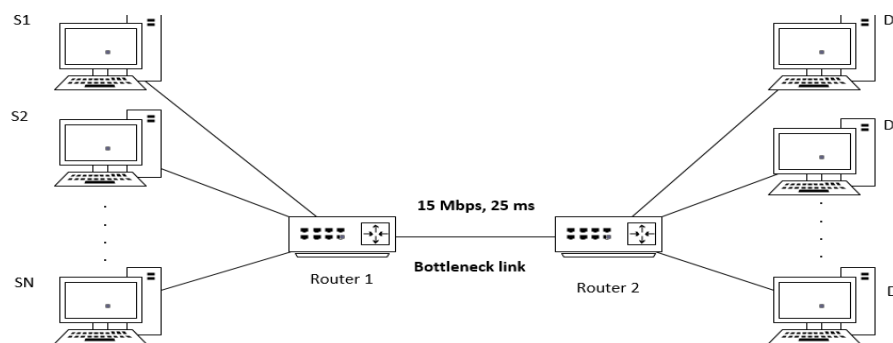 S1
D
S2
D
15 Mbps, 25 ms
Router 1
Bottleneck link
Router 2
SN
D